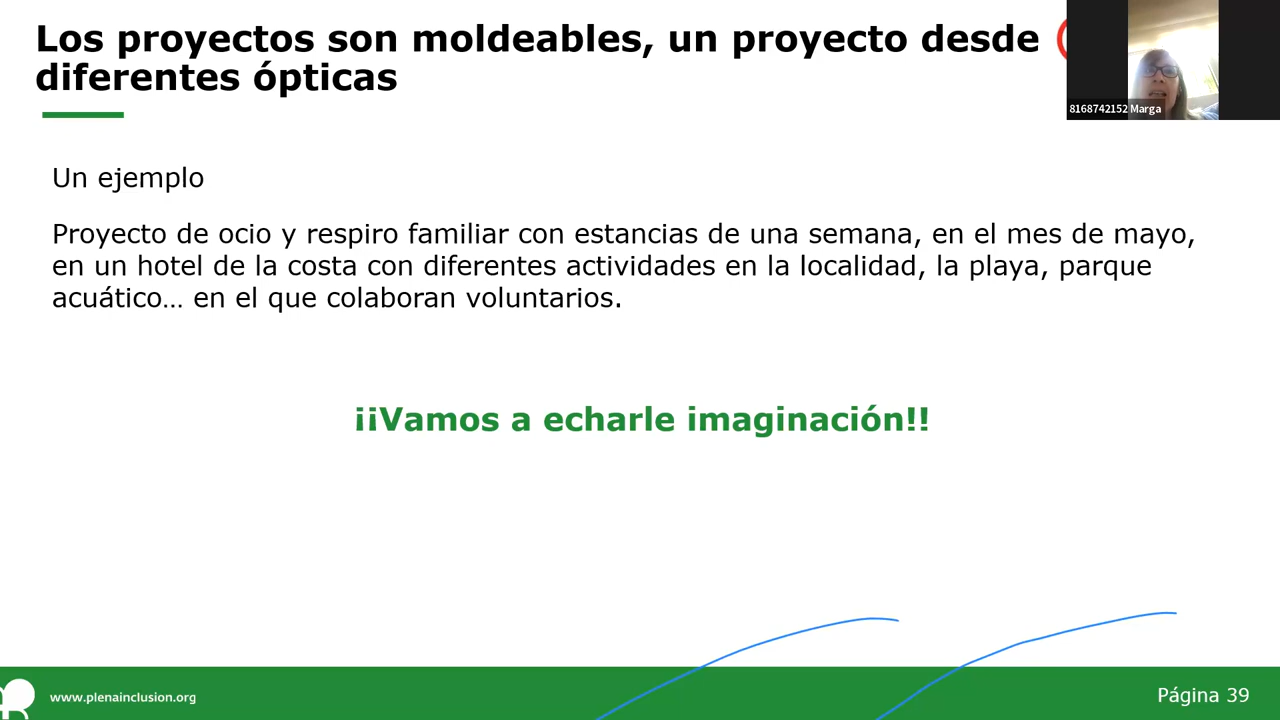 Los proyectos son moldeables, un proyecto desde
diferentes ópticas
8168742152 Marga
Un ejemplo
Proyecto de ocio y respiro familiar con estancias de una semana, en el mes de mayo,
en un hotel de la costa con diferentes actividades en la localidad, la playa, parque
acuático… en el que colaboran voluntarios.
¡¡Vamos a echarle imaginación!!
www.plenainclusion.org
Página 39